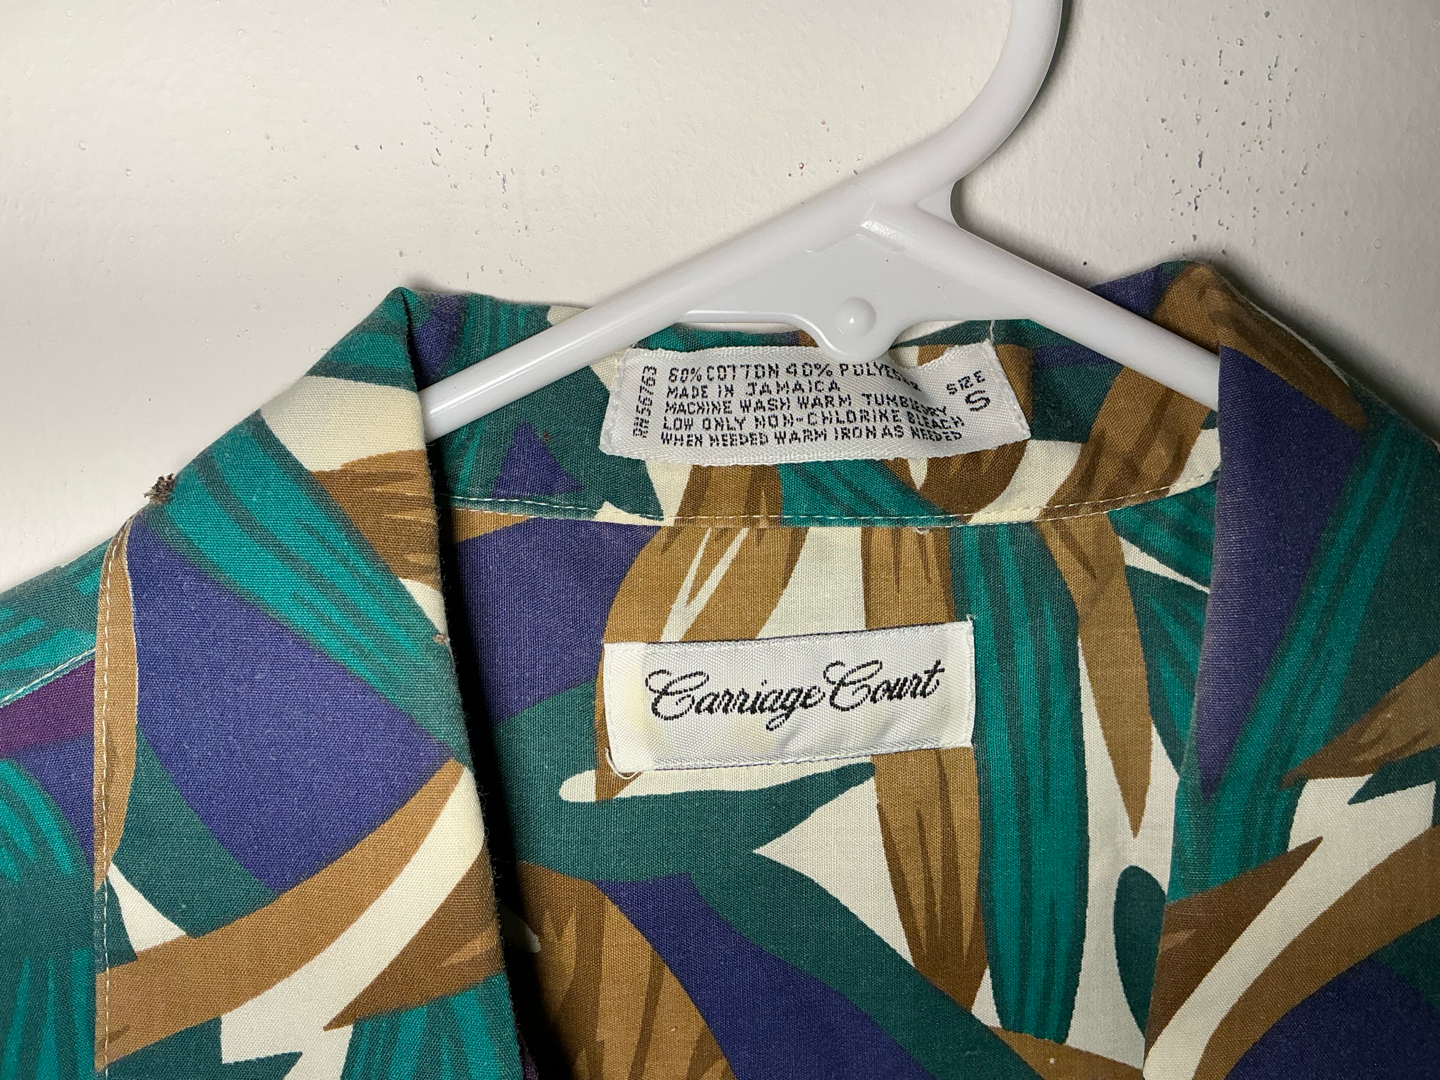 RN56763
60% COTTON 40% POLYESTER
MADE IN JAMAICA
MACHINE WASH WARM TUMBLE DRY
LOW ONLY NON-CHLORINE BLEACH
WHEN NEEDED WARM IRON AS NEEDED
SIZE
S
Carriage Court